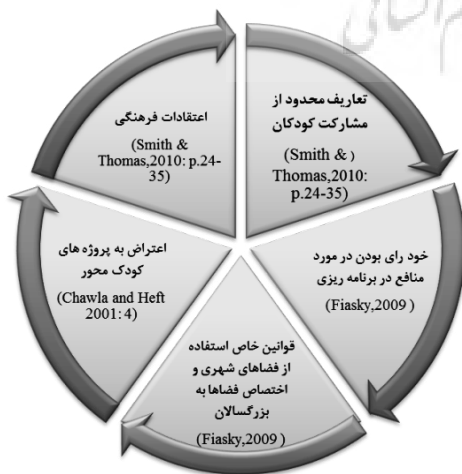 تعاریف محدود از
مشارکت کودکان
(Smith & )
Thomas,2010:
p.24-35)
خود رای بودن در مورد
منافع در برنامه ریزی
(Fiasky,2009 )
قوانین خاص استفاده
از فضاهای شهری و
اختصاص فضاها به
بزرگسالان
(Fiasky,2009 )
اعتراض به پروژه های
کودک محور
(Chawla and Heft
2001: 4)
اعتقادات فرهنگی
(Smith &
Thomas,2010: p.24-
35)